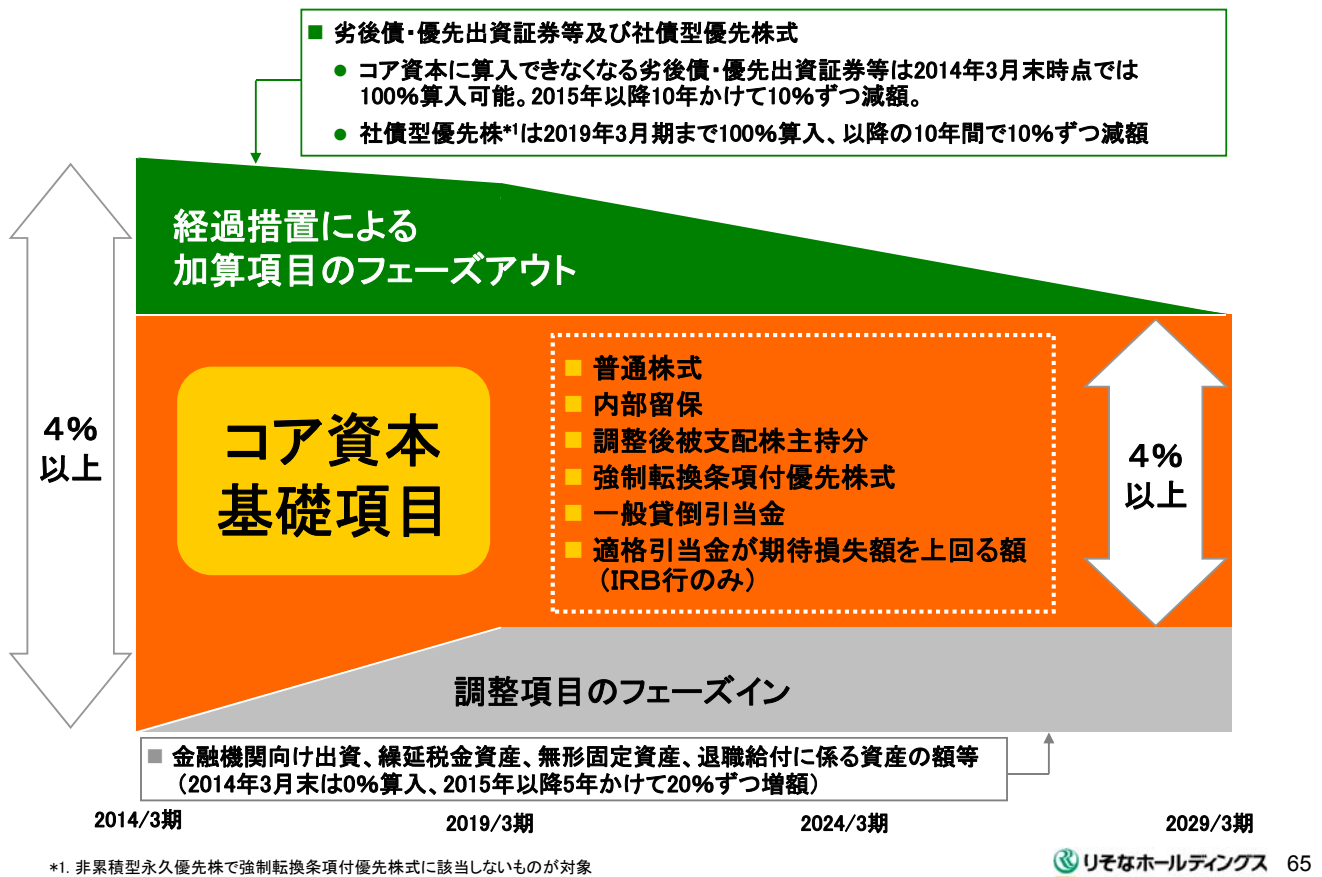 ■ 劣後債・優先出資証券等及び社債型優先株式
● コア資本に算入できなくなる劣後債・優先出資証券等は2014年3月末時点では
100%算入可能。2015年以降10年かけて10%ずつ減額。
● 社債型優先株*1は2019年3月期まで100%算入、以降の10年間で10%ずつ減額
経過措置による
加算項目のフェーズアウト
4%
以上
コア資本
基礎項目
■ 普通株式
■ 内部留保
■ 調整後被支配株主持分
■ 強制転換条項付優先株式
■ 一般貸倒引当金
■ 適格引当金が期待損失額を上回る額
(IRB行のみ)
4%
以上
調整項目のフェーズイン
■ 金融機関向け出資、繰延税金資産、無形固定資産、退職給付に係る資産の額等
(2014年3月末は0%算入、2015年以降5年かけて20%ずつ増額)
2014/3期
2019/3期
2024/3期
2029/3期
*1. 非累積型永久優先株で強制転換条項付優先株式に該当しないものが対象
りそなホールディングス 65